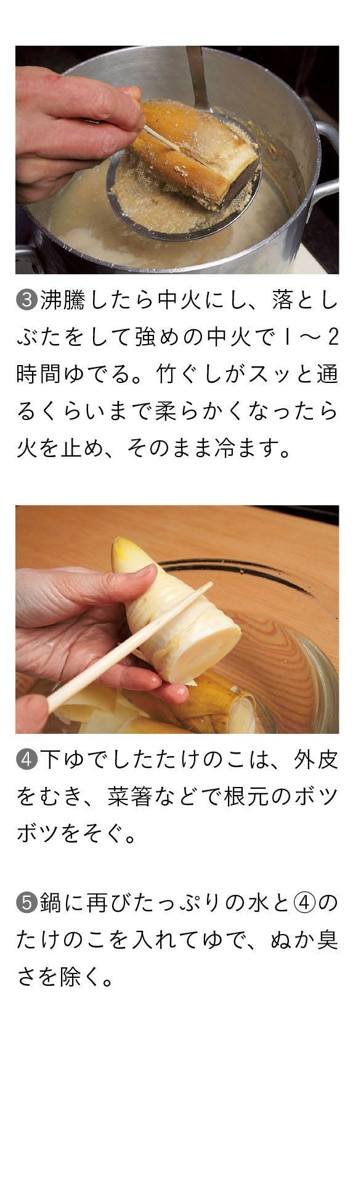 ❸沸騰したら中火にし、落とし
ぶたをして強めの中火で1〜2
時間ゆでる。竹ぐしがスッと通
るくらいまで柔らかくなったら
火を止め、そのまま冷ます。
❹下ゆでしたたけのこは、外皮
をむき、菜箸などで根元のボツ
ボツをそぐ。
❺鍋に再びたっぷりの水と④の
たけのこを入れてゆで、ぬか臭
さを除く。